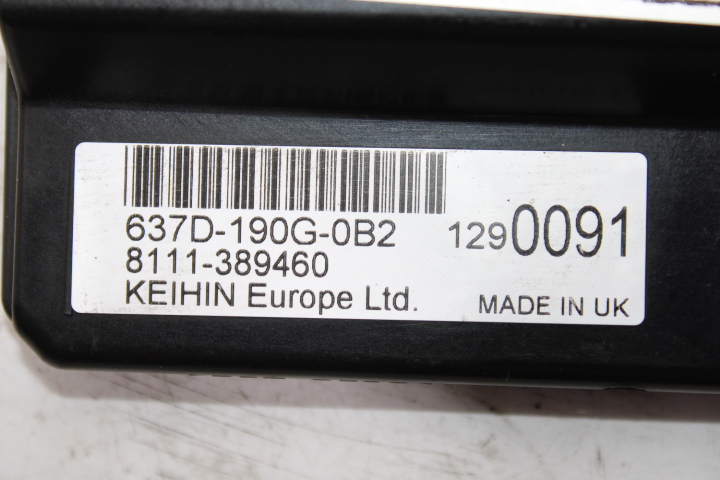 637D-190G-0B2
1290091
8111-389460
KEIHIN Europe Ltd.
MADE IN UK